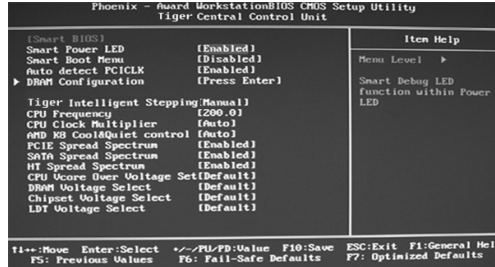 Phoenix - Award WorkstationBIOS CMOS Setup Utility
Tiger Central Control Unit
[Smart BIOS]
Smart Power LED [Enabled]
Smart Boot Menu [Disabled]
Auto detect PCICLK [Enabled]
▶ DRAM Configuration [Press Enter]
Tiger Intelligent Stepping[Manual]
CPU Frequency [200.0]
CPU Clock Multiplier [Auto]
AMD K8 Cool&Quiet control [Auto]
PCIE Spread Spectrum [Enabled]
SATA Spread Spectrum [Enabled]
HT Spread Spectrum [Enabled]
CPU Vcore Over Voltage Set[Default]
DRAM Voltage Select [Default]
Chipset Voltage Select [Default]
LDT Voltage Select [Default]
Item Help
Menu Level ▶
Smart Debug LED
function within Power
LED
↑↓→←:Move Enter:Select +/-/PU/PD:Value F10:Save ESC:Exit F1:General Hel
F5: Previous Values F6: Fail-Safe Defaults F7: Optimized Defaults